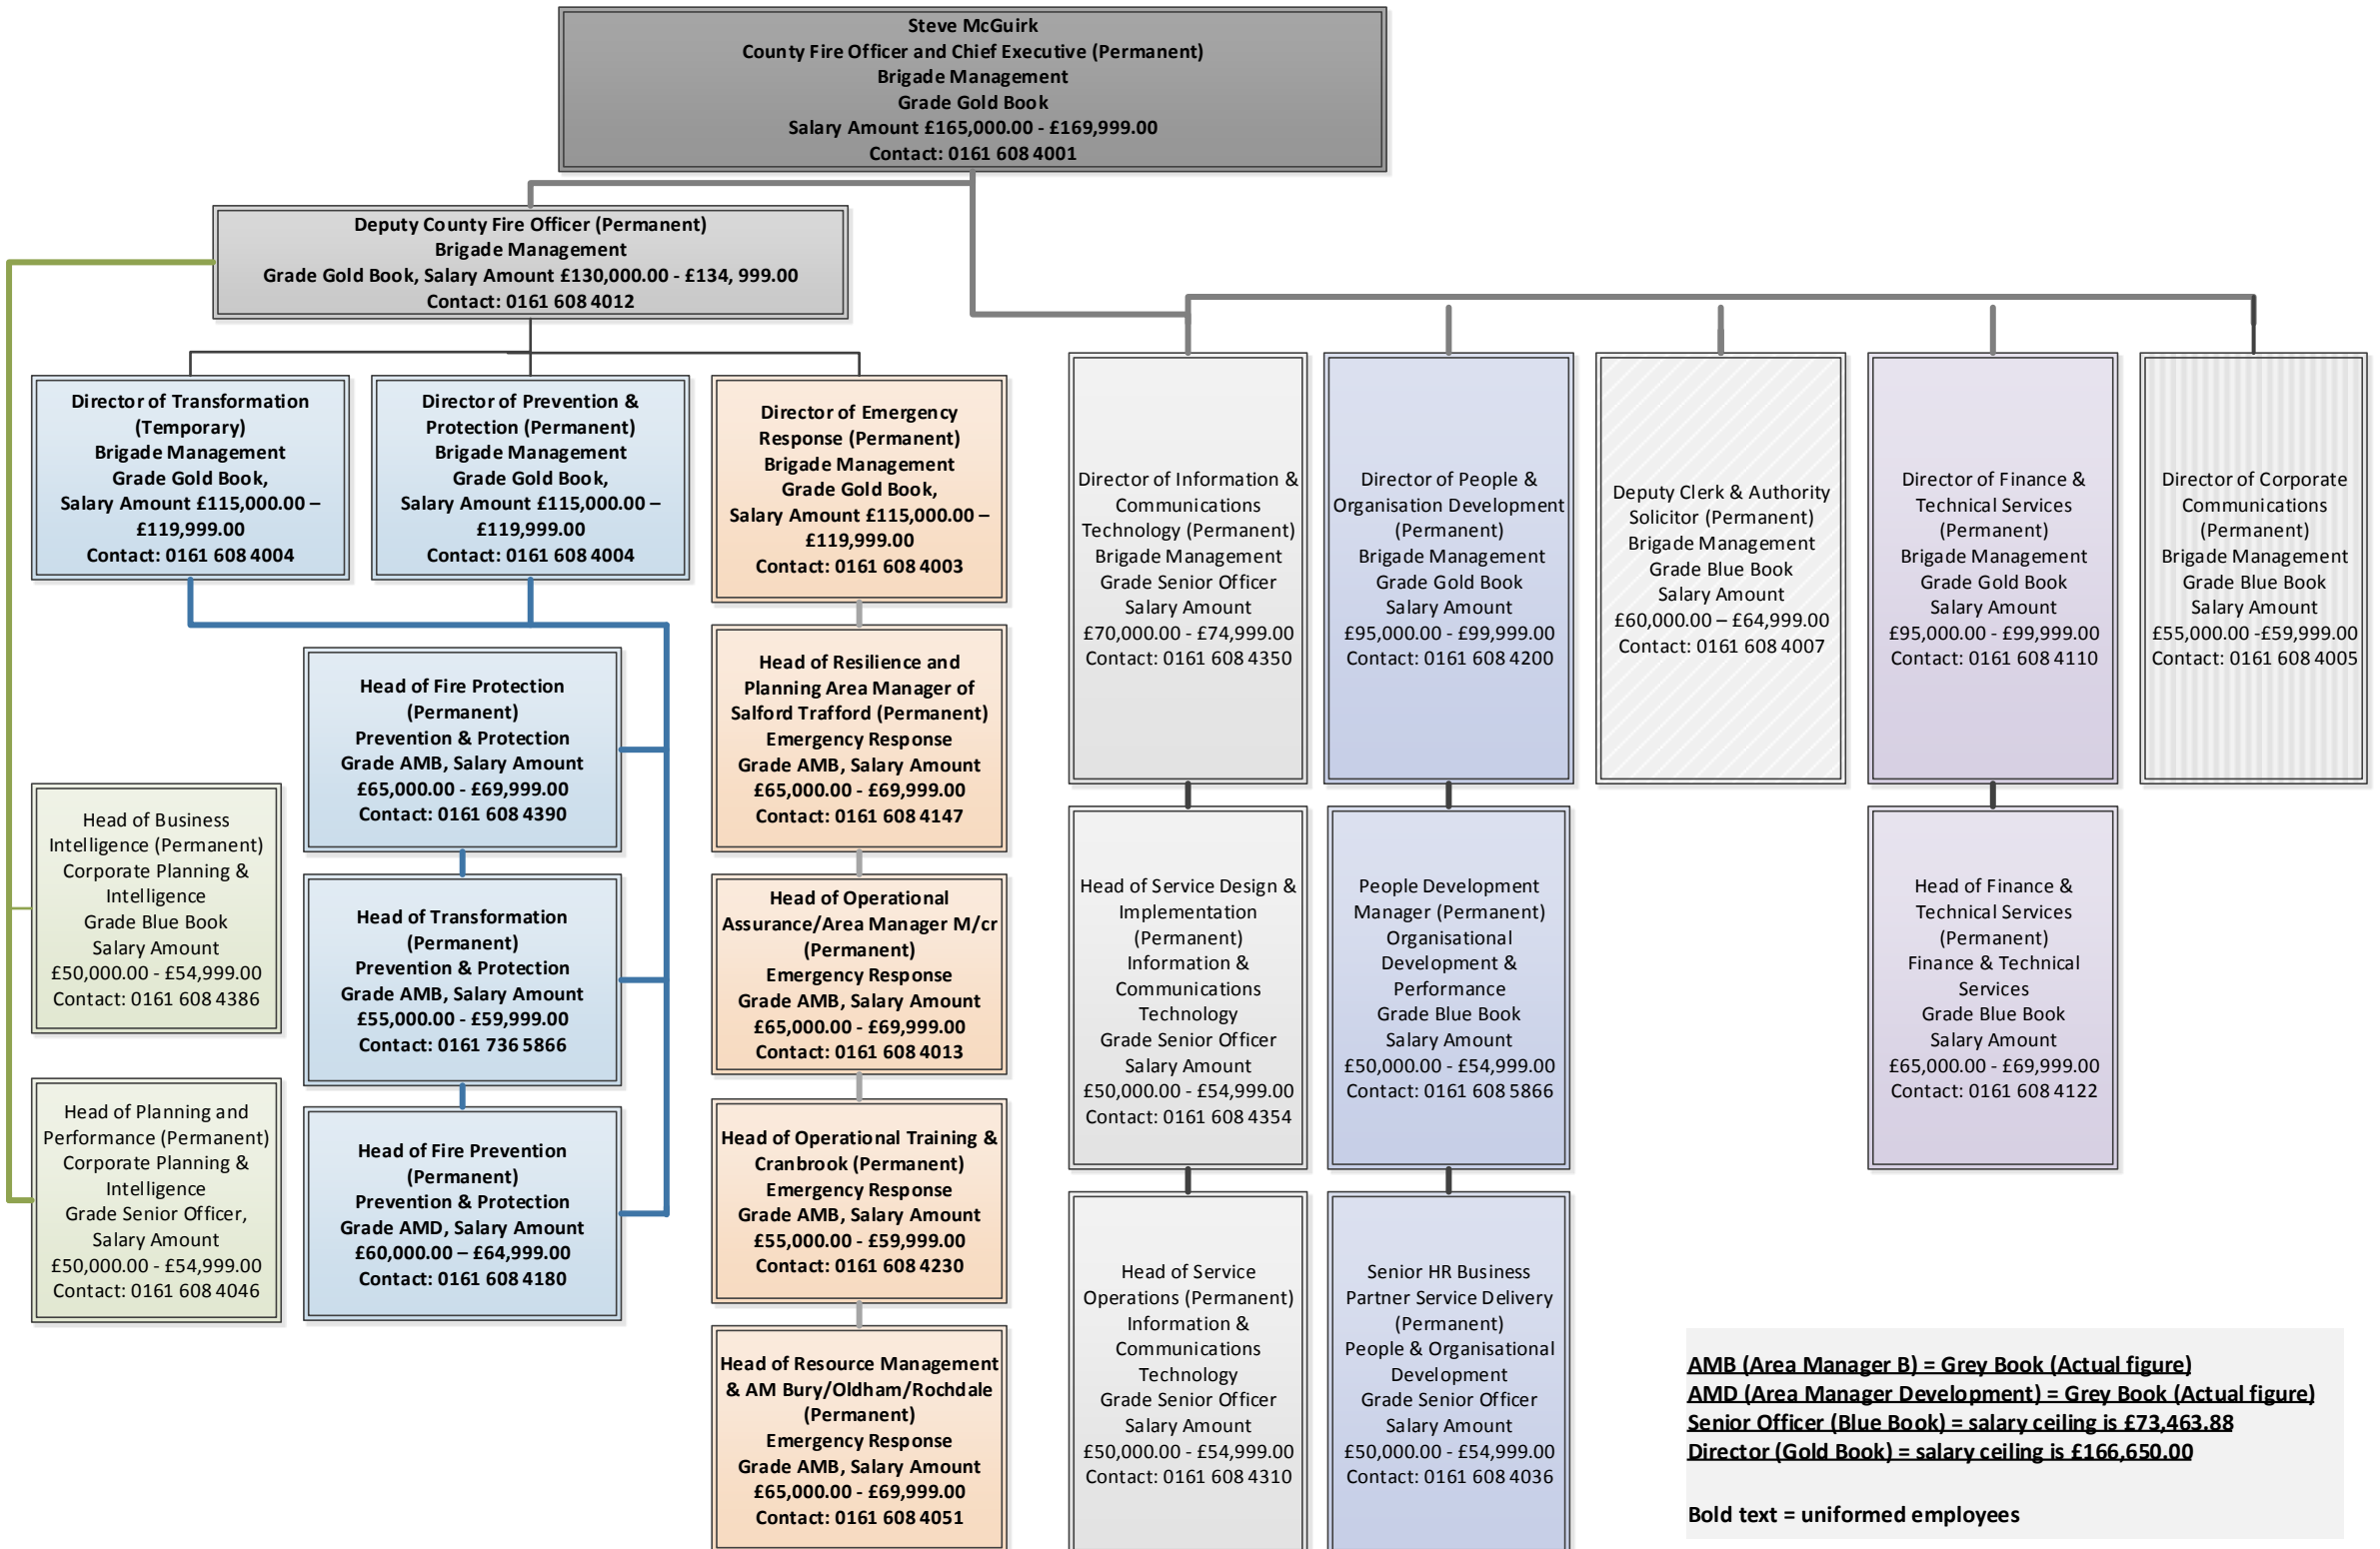 Steve McGuirk
County Fire Officer and Chief Executive (Permanent)
Brigade Management
Grade Gold Book
Salary Amount £165,000.00 - £169,999.00
Contact: 0161 608 4001
Deputy County Fire Officer (Permanent)
Brigade Management
Grade Gold Book, Salary Amount £130,000.00 - £134, 999.00
Contact: 0161 608 4012
Director of Transformation
(Temporary)
Brigade Management
Grade Gold Book,
Salary Amount £115,000.00 –
£119,999.00
Contact: 0161 608 4004
Director of Prevention &
Protection (Permanent)
Brigade Management
Grade Gold Book,
Salary Amount £115,000.00 –
£119,999.00
Contact: 0161 608 4004
Director of Emergency
Response (Permanent)
Brigade Management
Grade Gold Book,
Salary Amount £115,000.00 –
£119,999.00
Contact: 0161 608 4003
Director of Information &
Communications
Technology (Permanent)
Brigade Management
Grade Senior Officer
Salary Amount
£70,000.00 - £74,999.00
Contact: 0161 608 4350
Director of People &
Organisation Development
(Permanent)
Brigade Management
Grade Gold Book
Salary Amount
£95,000.00 - £99,999.00
Contact: 0161 608 4200
Deputy Clerk & Authority
Solicitor (Permanent)
Brigade Management
Grade Blue Book
Salary Amount
£60,000.00 – £64,999.00
Contact: 0161 608 4007
Director of Finance &
Technical Services
(Permanent)
Brigade Management
Grade Gold Book
Salary Amount
£95,000.00 - £99,999.00
Contact: 0161 608 4110
Director of Corporate
Communications
(Permanent)
Brigade Management
Grade Blue Book
Salary Amount
£55,000.00 -£59,999.00
Contact: 0161 608 4005
Head of Fire Protection
(Permanent)
Prevention & Protection
Grade AMB, Salary Amount
£65,000.00 - £69,999.00
Contact: 0161 608 4390
Head of Resilience and
Planning Area Manager of
Salford Trafford (Permanent)
Emergency Response
Grade AMB, Salary Amount
£65,000.00 - £69,999.00
Contact: 0161 608 4147
Head of Business
Intelligence (Permanent)
Corporate Planning &
Intelligence
Grade Blue Book
Salary Amount
£50,000.00 - £54,999.00
Contact: 0161 608 4386
Head of Transformation
(Permanent)
Prevention & Protection
Grade AMB, Salary Amount
£55,000.00 - £59,999.00
Contact: 0161 736 5866
Head of Operational
Assurance/Area Manager M/cr
(Permanent)
Emergency Response
Grade AMB, Salary Amount
£65,000.00 - £69,999.00
Contact: 0161 608 4013
Head of Service Design &
Implementation
(Permanent)
Information &
Communications
Technology
Grade Senior Officer
Salary Amount
£50,000.00 - £54,999.00
Contact: 0161 608 4354
People Development
Manager (Permanent)
Organisational
Development &
Performance
Grade Blue Book
Salary Amount
£50,000.00 - £54,999.00
Contact: 0161 608 5866
Head of Finance &
Technical Services
(Permanent)
Finance & Technical
Services
Grade Blue Book
Salary Amount
£65,000.00 - £69,999.00
Contact: 0161 608 4122
Head of Planning and
Performance (Permanent)
Corporate Planning &
Intelligence
Grade Senior Officer,
Salary Amount
£50,000.00 - £54,999.00
Contact: 0161 608 4046
Head of Fire Prevention
(Permanent)
Prevention & Protection
Grade AMD, Salary Amount
£60,000.00 – £64,999.00
Contact: 0161 608 4180
Head of Operational Training &
Cranbrook (Permanent)
Emergency Response
Grade AMB, Salary Amount
£55,000.00 - £59,999.00
Contact: 0161 608 4230
Head of Resource Management
& AM Bury/Oldham/Rochdale
(Permanent)
Emergency Response
Grade AMB, Salary Amount
£65,000.00 - £69,999.00
Contact: 0161 608 4051
Head of Service
Operations (Permanent)
Information &
Communications
Technology
Grade Senior Officer
Salary Amount
£50,000.00 - £54,999.00
Contact: 0161 608 4310
Senior HR Business
Partner Service Delivery
(Permanent)
People & Organisational
Development
Grade Senior Officer
Salary Amount
£50,000.00 - £54,999.00
Contact: 0161 608 4036
AMB (Area Manager B) = Grey Book (Actual figure)
AMD (Area Manager Development) = Grey Book (Actual figure)
Senior Officer (Blue Book) = salary ceiling is £73,463.88
Director (Gold Book) = salary ceiling is £166,650.00
Bold text = uniformed employees